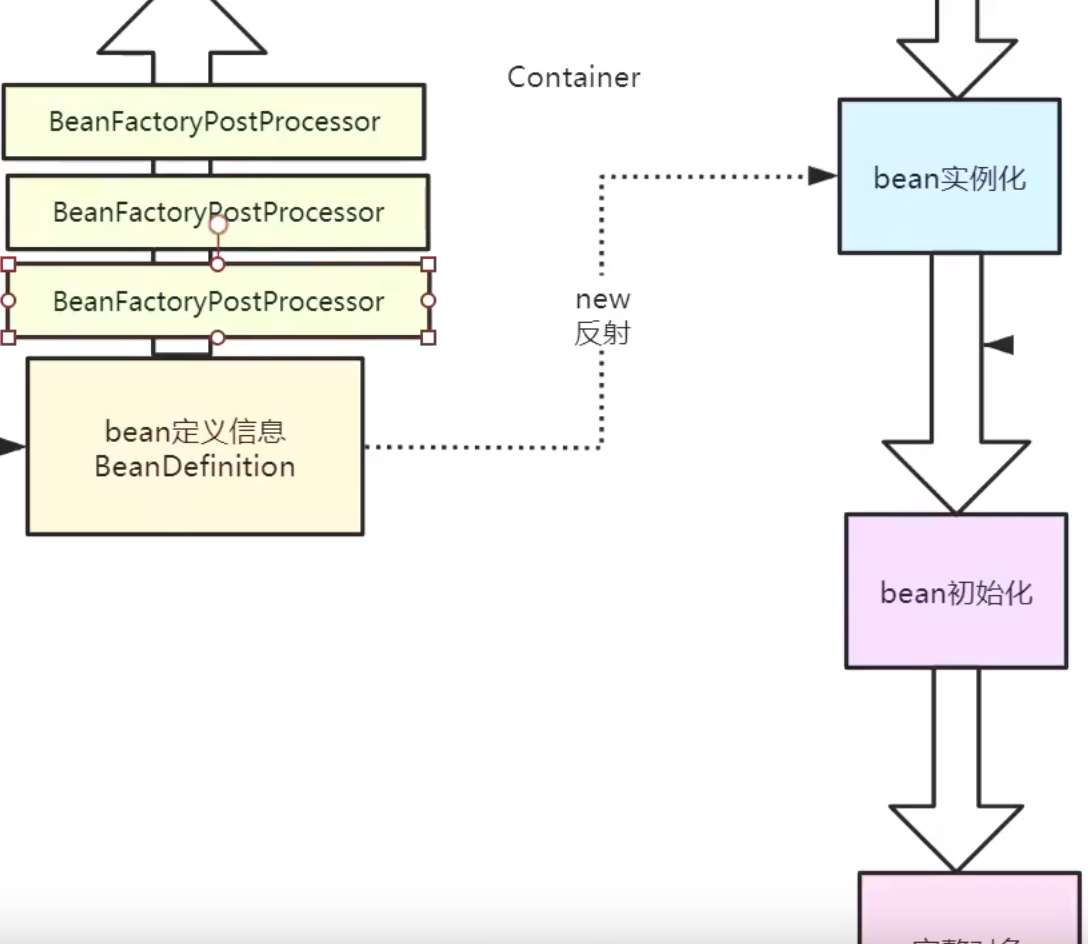 Container
BeanFactoryPostProcessor
BeanFactoryPostProcessor
BeanFactoryPostProcessor
bean定义信息
BeanDefinition
new
反射
bean实例化
bean初始化